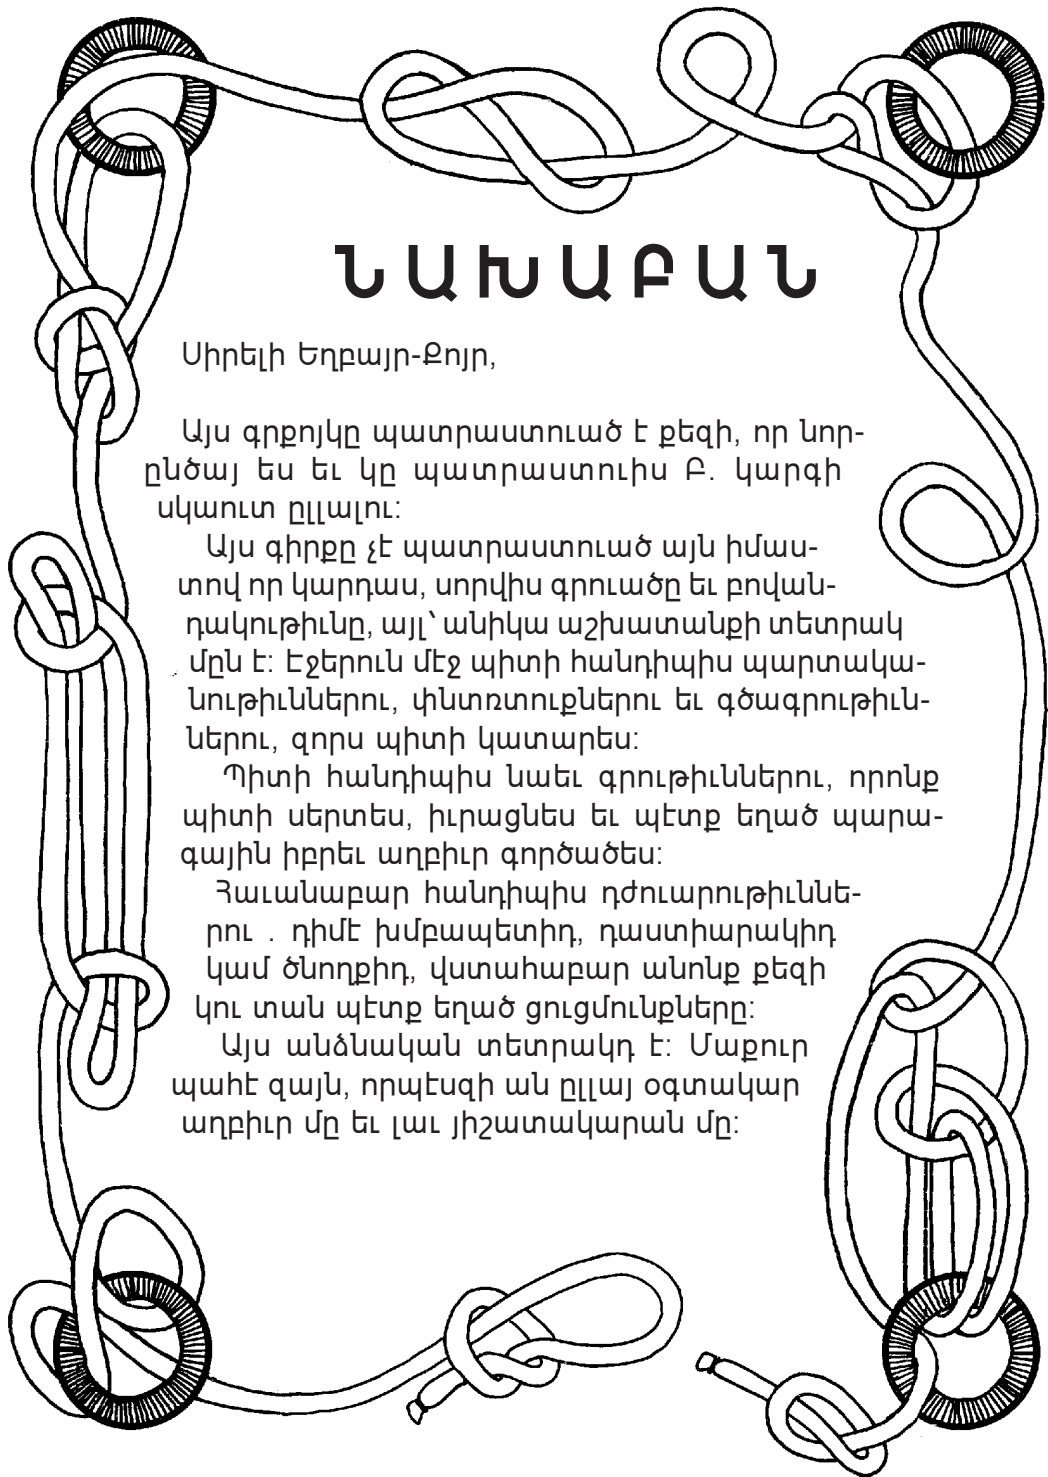 ՆԱԽԱԲԱՆ
Սիրելի Եղբայր-Քոյր,
Այս գրքոյկը պատրաստուած է քեզի, որ նոր-
ընծայ ես եւ կը պատրաստուիս Բ. կարգի
սկաուտ ըլլալու:
Այս գիրքը չէ պատրաստուած այն իմաս-
տով որ կարդաս, սորվիս գրուածը եւ բովան-
դակութիւնը, այլ՝ անիկա աշխատանքի տետրակ
մըն է: Էջերուն մէջ պիտի հանդիպիս պարտակա-
նութիւններու, փնտռտուքներու եւ գծագրութիւն-
ներու, զորս պիտի կատարես:
Պիտի հանդիպիս նաեւ գրութիւններու, որոնք
պիտի սերտես, իւրացնես եւ պէտք եղած պարա-
գային իբրեւ աղբիւր գործածես:
Հաւանաբար հանդիպիս դժուարութիւննե-
րու . դիմէ խմբապետիդ, դաստիարակիդ
կամ ծնողքիդ, վստահաբար անոնք քեզի
կու տան պէտք եղած ցուցմունքները:
Այս անձնական տետրակդ է: Մաքուր
պահէ զայն, որպէսզի ան ըլլայ օգտակար
աղբիւր մը եւ լաւ յիշատակարան մը: